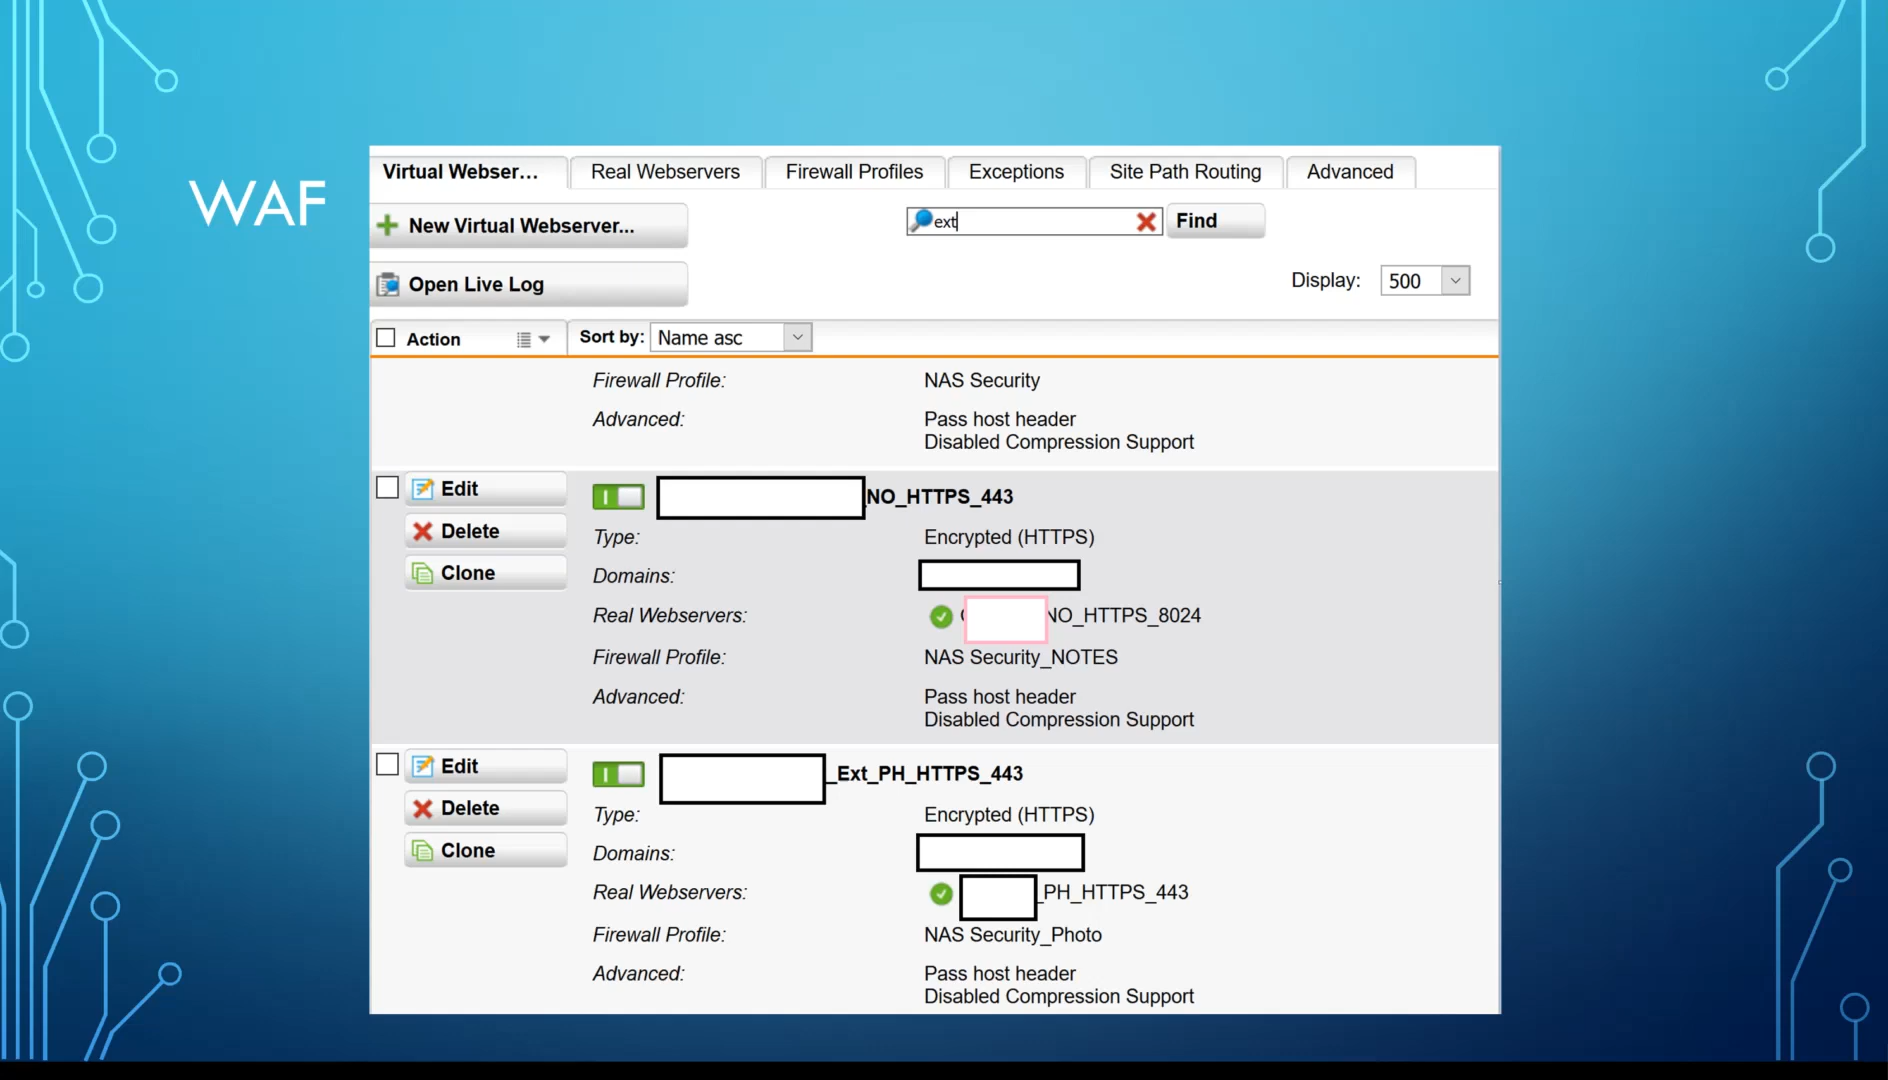 WAF
Virtual Webser... Real Webservers Firewall Profiles Exceptions Site Path Routing Advanced
New Virtual Webserver... ext Find
Open Live Log Display: 500
Action Sort by: Name asc
Firewall Profile: NAS Security
Advanced: Pass host header
Disabled Compression Support
Edit NO_HTTPS_443
Delete Type: Encrypted (HTTPS)
Clone Domains:
Real Webservers: NO_HTTPS_8024
Firewall Profile: NAS Security_NOTES
Advanced: Pass host header
Disabled Compression Support
Edit _Ext_PH_HTTPS_443
Delete Type: Encrypted (HTTPS)
Clone Domains:
Real Webservers: _PH_HTTPS_443
Firewall Profile: NAS Security_Photo
Advanced: Pass host header
Disabled Compression Support